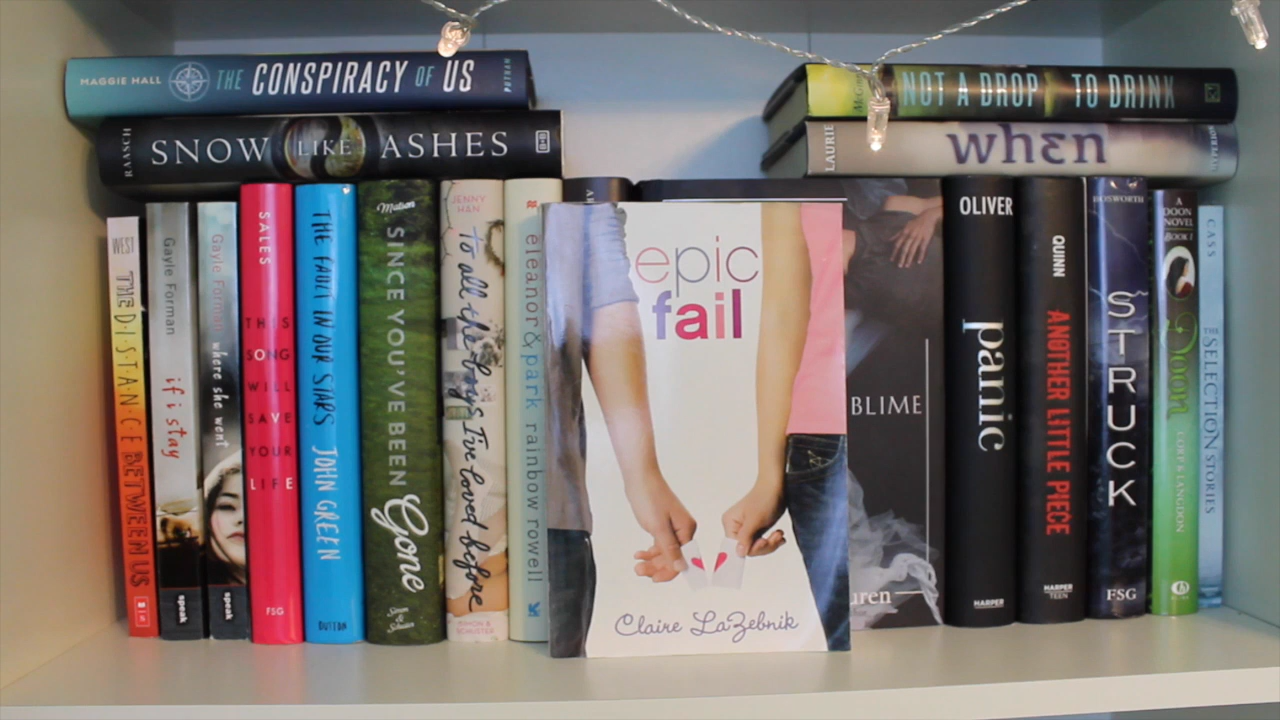 MAGGIE HALL THE CONSPIRACY OF US PUTNAM
RAASCH SNOW LIKE ASHES B+B
NOT A DROP TO DRINK
LAURIE when
WEST THE D·I·S·T·A·N·C·E BETWEEN US
Gayle Forman if i stay speak
Gayle Forman where she went speak
SALES THIS SONG WILL SAVE YOUR LIFE FSG
THE FAULT IN OUR STARS JOHN GREEN DUTTON
Matson SINCE YOU'VE BEEN Gone Simon & Schuster
JENNY HAN to all the boys I've loved before SIMON & SCHUSTER
eleanor & park rainbow rowell
epic
fail
Claire LaZebnik
BLIME
uren
OLIVER panic HARPER
QUINN ANOTHER LITTLE PIECE HARPER TEEN
BOSWORTH STRUCK FSG
A DOON NOVEL BOOK 1 Doon CORP & LANGDON
CASS THE SELECTION STORIES